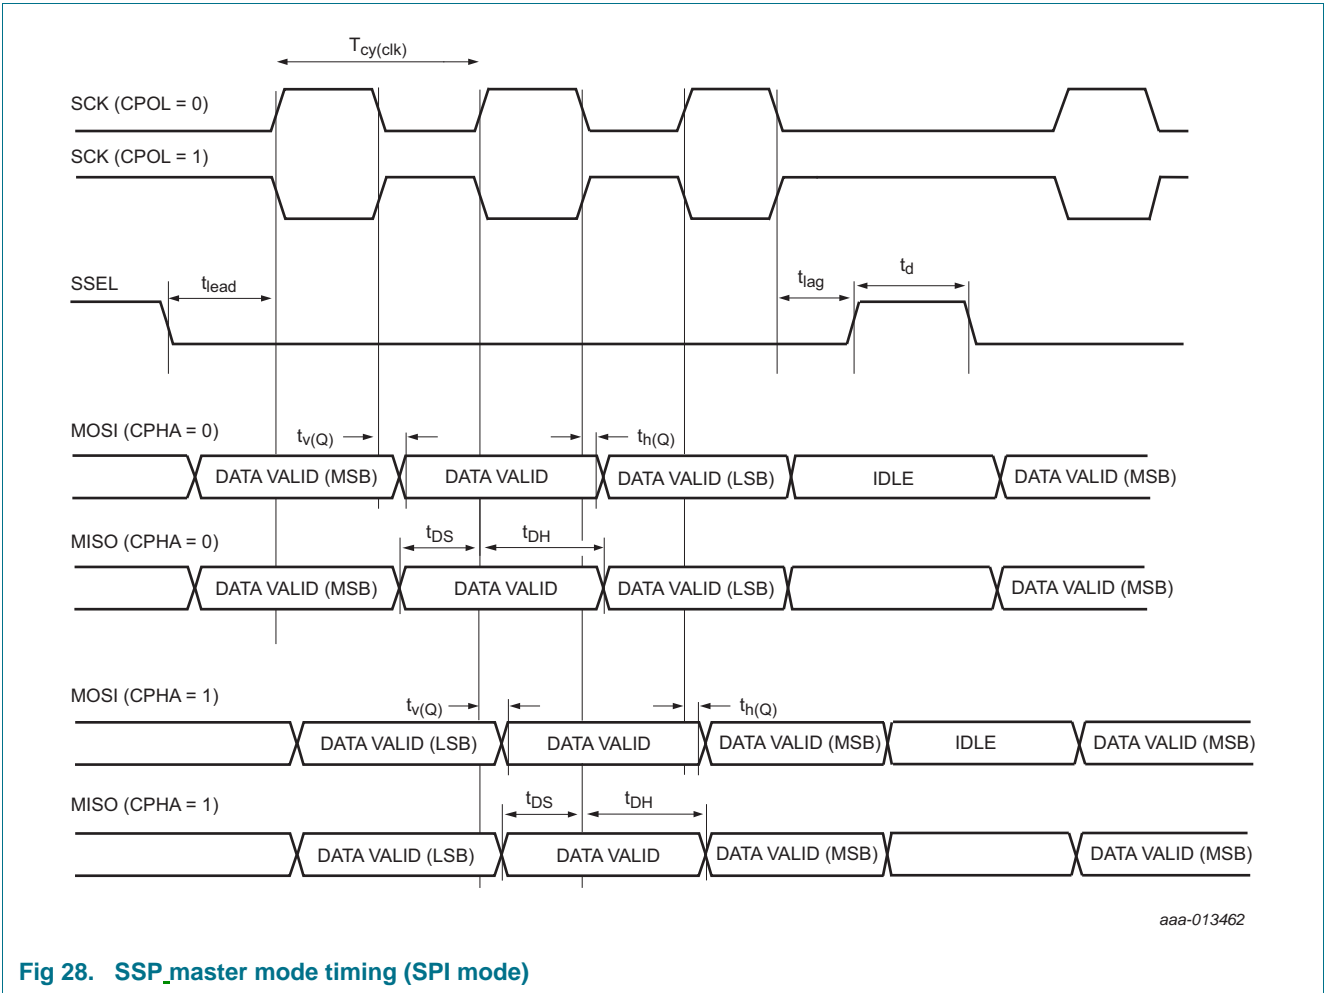 Tcy(clk)
SCK (CPOL = 0)
SCK (CPOL = 1)
SSEL
tlead
tlag
td
MOSI (CPHA = 0)
tv(Q)
th(Q)
DATA VALID (MSB) DATA VALID DATA VALID (LSB) IDLE DATA VALID (MSB)
MISO (CPHA = 0)
tDS
tDH
DATA VALID (MSB) DATA VALID DATA VALID (LSB) DATA VALID (MSB)
MOSI (CPHA = 1)
tv(Q)
th(Q)
DATA VALID (LSB) DATA VALID DATA VALID (MSB) IDLE DATA VALID (MSB)
MISO (CPHA = 1)
tDS
tDH
DATA VALID (LSB) DATA VALID DATA VALID (MSB) DATA VALID (MSB)
aaa-013462
Fig 28. SSP master mode timing (SPI mode)